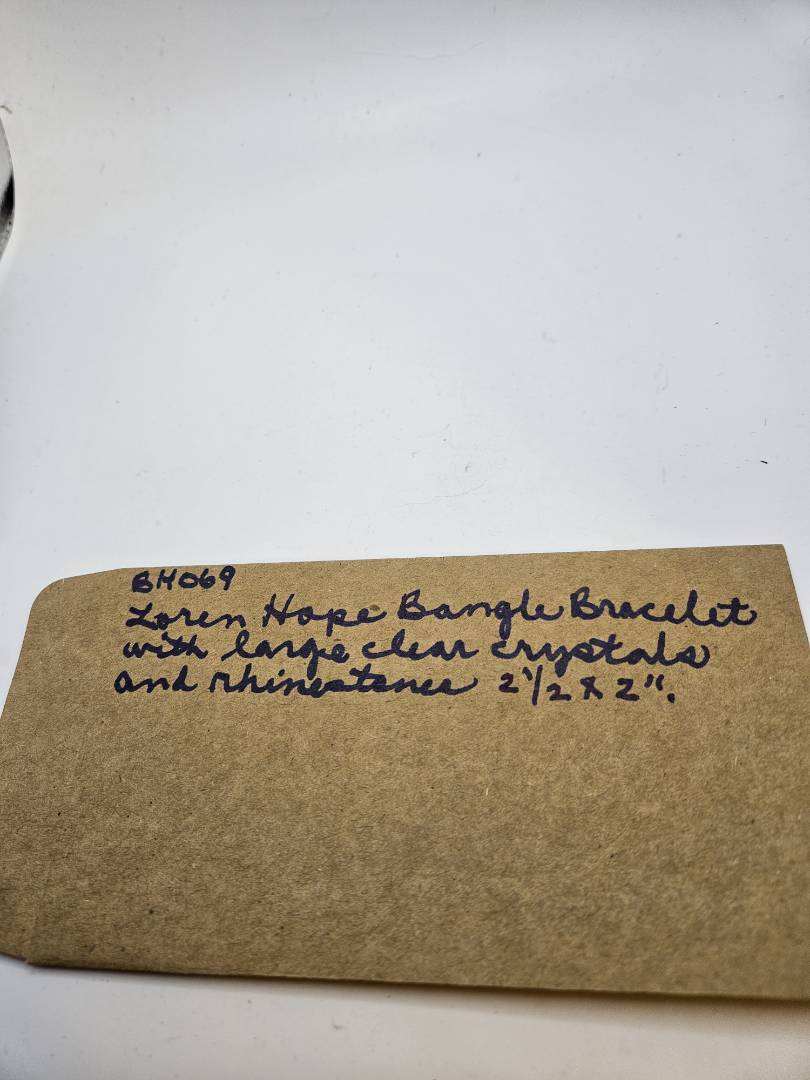 BH069
Loren Hope Bangle Bracelet
with large clear crystals
and rhinestones 2 1/2 x 2".